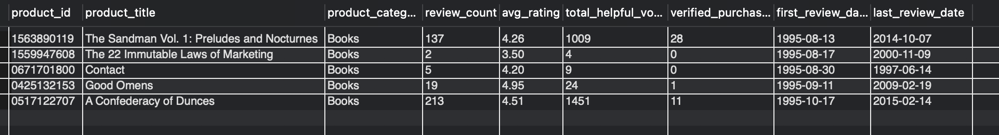 product_id product_title product_categ... review_count avg_rating total_helpful_vo... verified_purchas... first_review_da... last_review_date
1563890119 The Sandman Vol. 1: Preludes and Nocturnes Books 137 4.26 1009 28 1995-08-13 2014-10-07
1559947608 The 22 Immutable Laws of Marketing Books 2 3.50 4 0 1995-08-17 2000-11-09
0671701800 Contact Books 5 4.20 9 0 1995-08-30 1997-06-14
0425132153 Good Omens Books 19 4.95 24 1 1995-09-11 2009-02-19
0517122707 A Confederacy of Dunces Books 213 4.51 1451 11 1995-10-17 2015-02-14